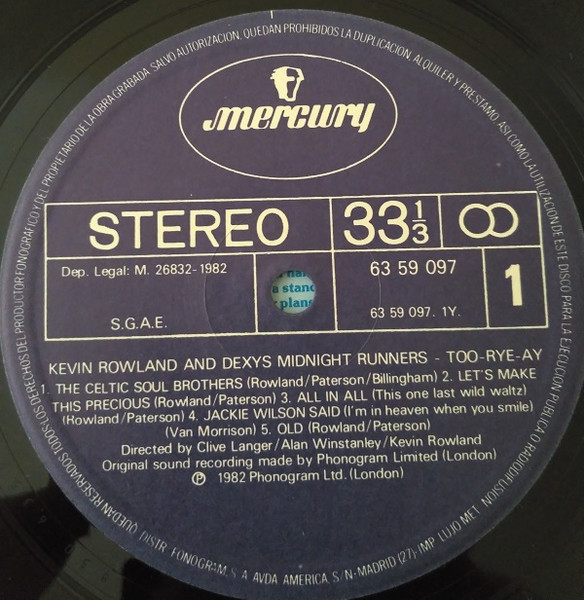 mercury
STEREO
33 1/3
Dep. Legal: M. 26832-1982
S.G.A.E.
a stand
plan
63 59 097
63 59 097. 1Y.
1
KEVIN ROWLAND AND DEXYS MIDNIGHT RUNNERS - TOO-RYE-AY
1. THE CELTIC SOUL BROTHERS (Rowland/Paterson/Billingham) 2. LET'S MAKE
THIS PRECIOUS (Rowland/Paterson) 3. ALL IN ALL (This one last wild waltz)
(Rowland/Paterson) 4. JACKIE WILSON SAID (I'm in heaven when you smile)
(Van Morrison) 5. OLD (Rowland/Paterson)
Directed by Clive Langer/Alan Winstanley/Kevin Rowland
Original sound recording made by Phonogram Limited (London)
Ⓟ 1982 Phonogram Ltd. (London)
QUEDAN RESERVADOS TODOS LOS DERECHOS DEL PRODUCTOR FONOGRAFICO Y DEL PROPIETARIO DE LA OBRA GRABADA. SALVO AUTORIZACION, QUEDAN PROHIBIDOS LA DUPLICACION, ALQUILER Y PRESTAMO, ASI COMO LA UTILIZACION DE ESTE DISCO PARA LA EJECUCION PUBLICA O RADIODIFUSION
DISTR. FONOGRAM, S. A. AVDA. AMERICA, S/N-MADRID (27)-IMP. LUJO MET.